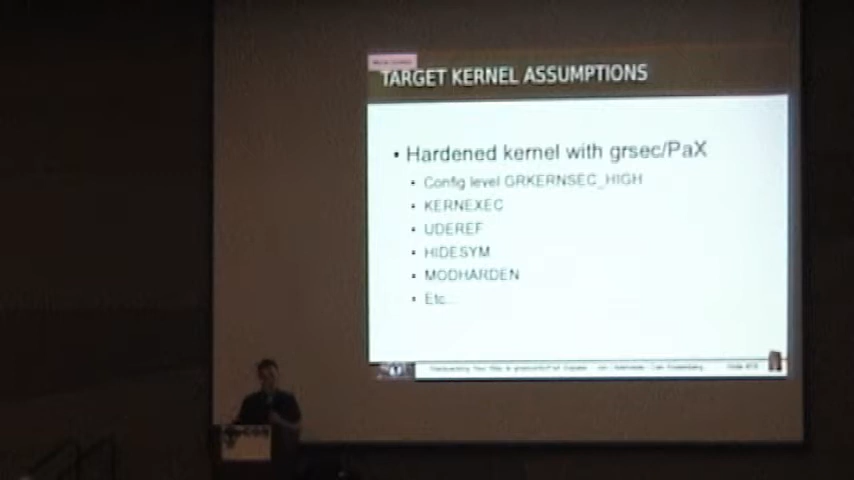 TARGET KERNEL ASSUMPTIONS
• Hardened kernel with grsec/PaX
• Config level GRKERNSEC_HIGH
• KERNEXEC
• UDEREF
• HIDESYM
• MODHARDEN
• Etc...